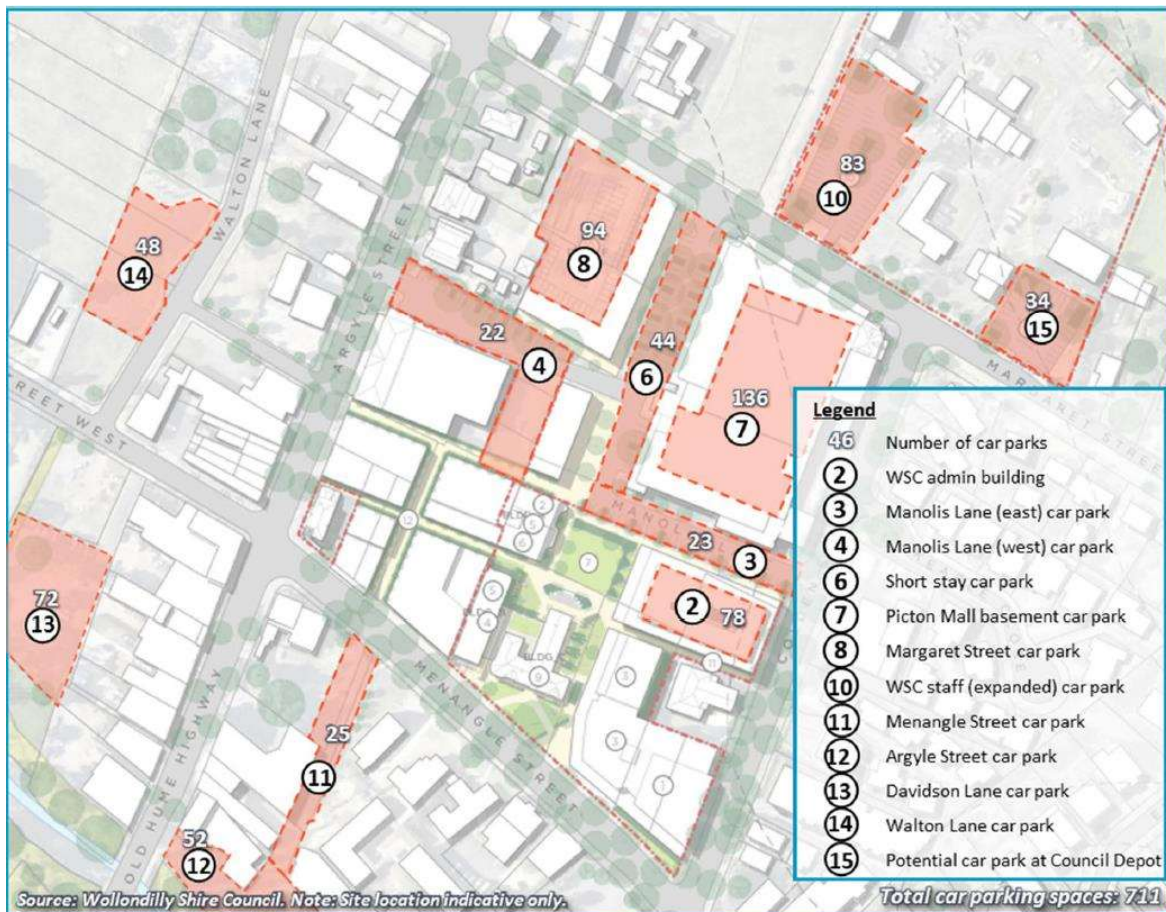 WALTON LANE
ARGYLE STREET
83
10
94
8
48
14
34
15
22
4
44
6
136
7
MARGARET STREET
STREET WEST
Legend
46 Number of car parks
2 WSC admin building
3 Manolis Lane (east) car park
4 Manolis Lane (west) car park
6 Short stay car park
7 Picton Mall basement car park
8 Margaret Street car park
10 WSC staff (expanded) car park
11 Menangle Street car park
12 Argyle Street car park
13 Davidson Lane car park
14 Walton Lane car park
15 Potential car park at Council Depot
23
3
2
78
72
13
MENANGLE STREET
25
11
OLD HUME HIGHWAY
52
12
Source: Wollondilly Shire Council. Note: Site location indicative only.
Total car parking spaces: 711